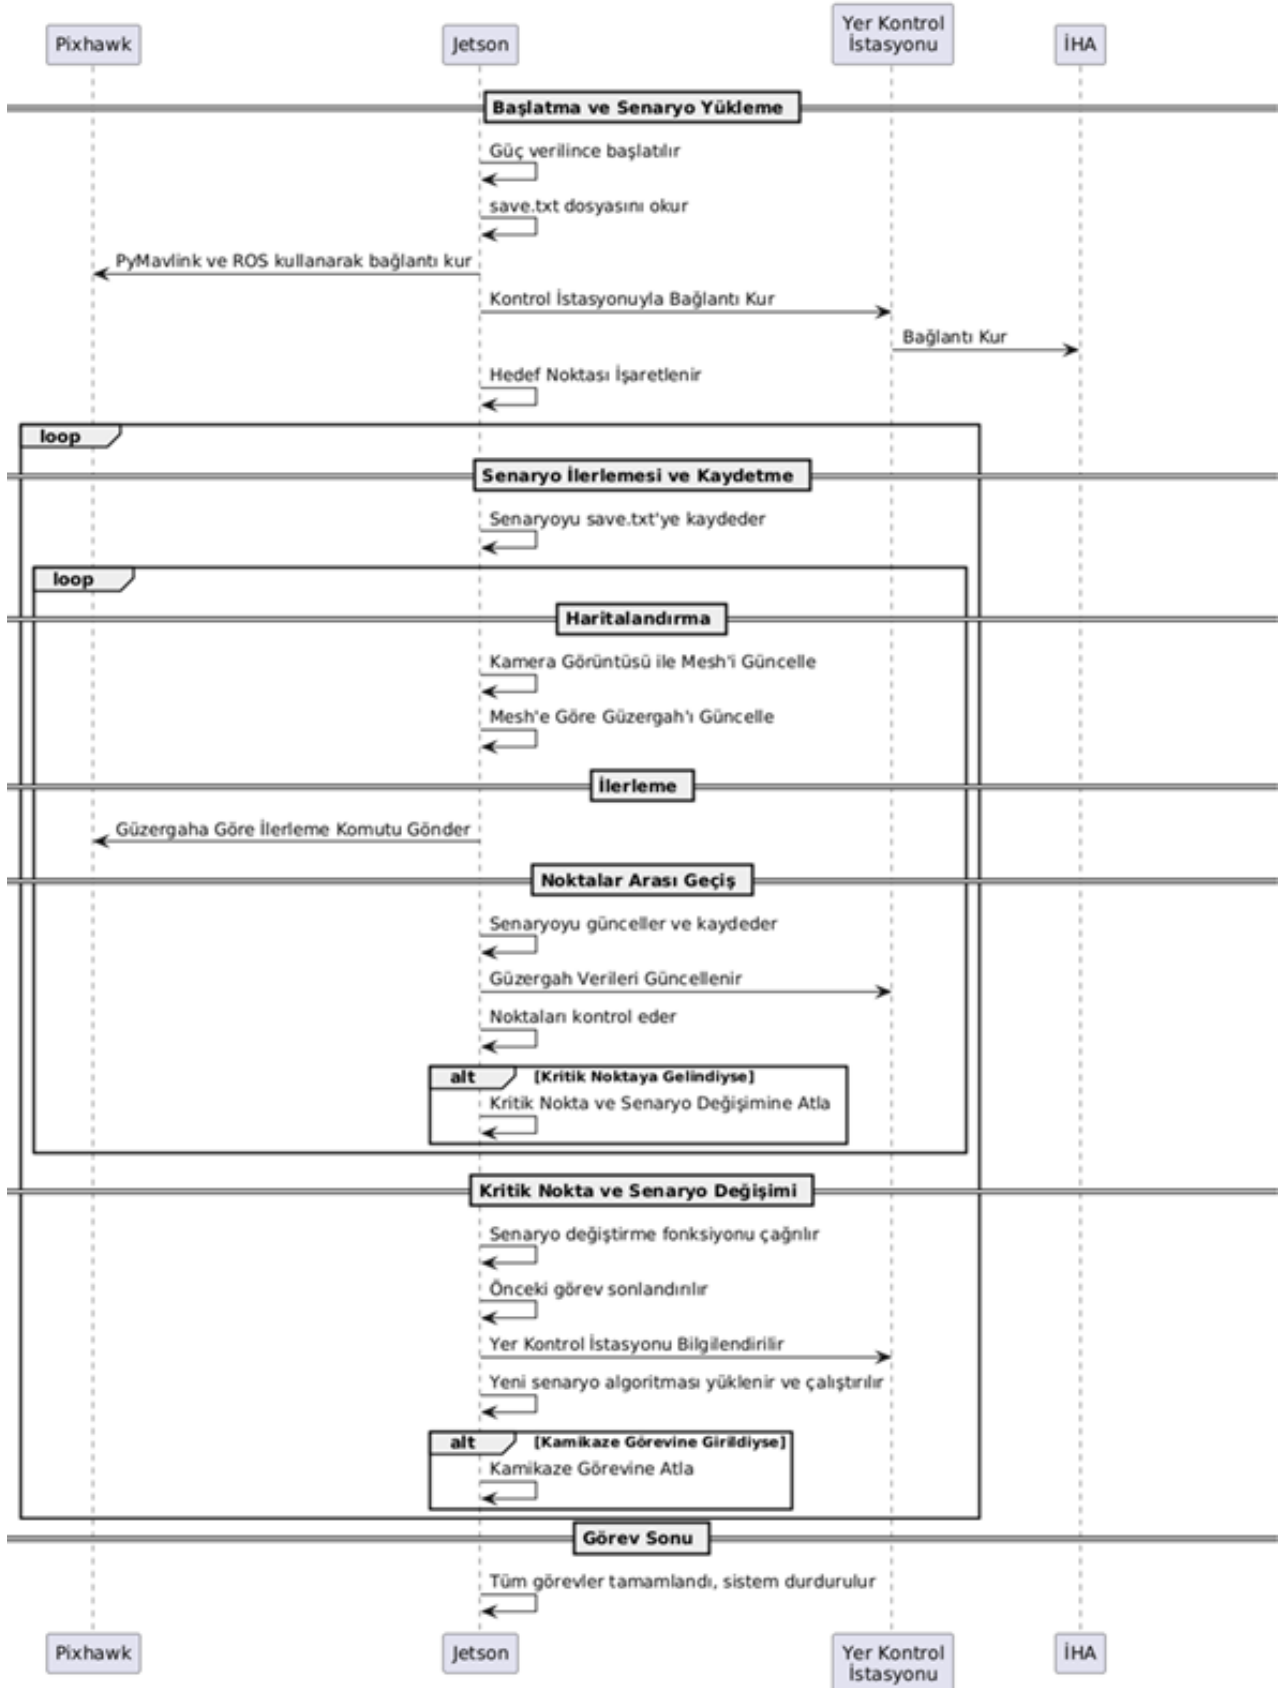 Pixhawk
Jetson
Yer Kontrol
İstasyonu
İHA
Başlatma ve Senaryo Yükleme
Güç verilince başlatılır
save.txt dosyasını okur
PyMavlink ve ROS kullanarak bağlantı kur
Kontrol İstasyonuyla Bağlantı Kur
Bağlantı Kur
Hedef Noktası İşaretlenir
loop
Senaryo İlerlemesi ve Kaydetme
Senaryoyu save.txt'ye kaydeder
loop
Haritalandırma
Kamera Görüntüsü ile Mesh'i Güncelle
Mesh'e Göre Güzergah'ı Güncelle
İlerleme
Güzergaha Göre İlerleme Komutu Gönder
Noktalar Arası Geçiş
Senaryoyu günceller ve kaydeder
Güzergah Verileri Güncellenir
Noktaları kontrol eder
alt [Kritik Noktaya Gelindiyse]
Kritik Nokta ve Senaryo Değişimine Atla
Kritik Nokta ve Senaryo Değişimi
Senaryo değiştirme fonksiyonu çağrılır
Önceki görev sonlandırılır
Yer Kontrol İstasyonu Bilgilendirilir
Yeni senaryo algoritması yüklenir ve çalıştırılır
alt [Kamikaze Görevine Girildiyse]
Kamikaze Görevine Atla
Görev Sonu
Tüm görevler tamamlandı, sistem durdurulur
Pixhawk
Jetson
Yer Kontrol
İstasyonu
İHA